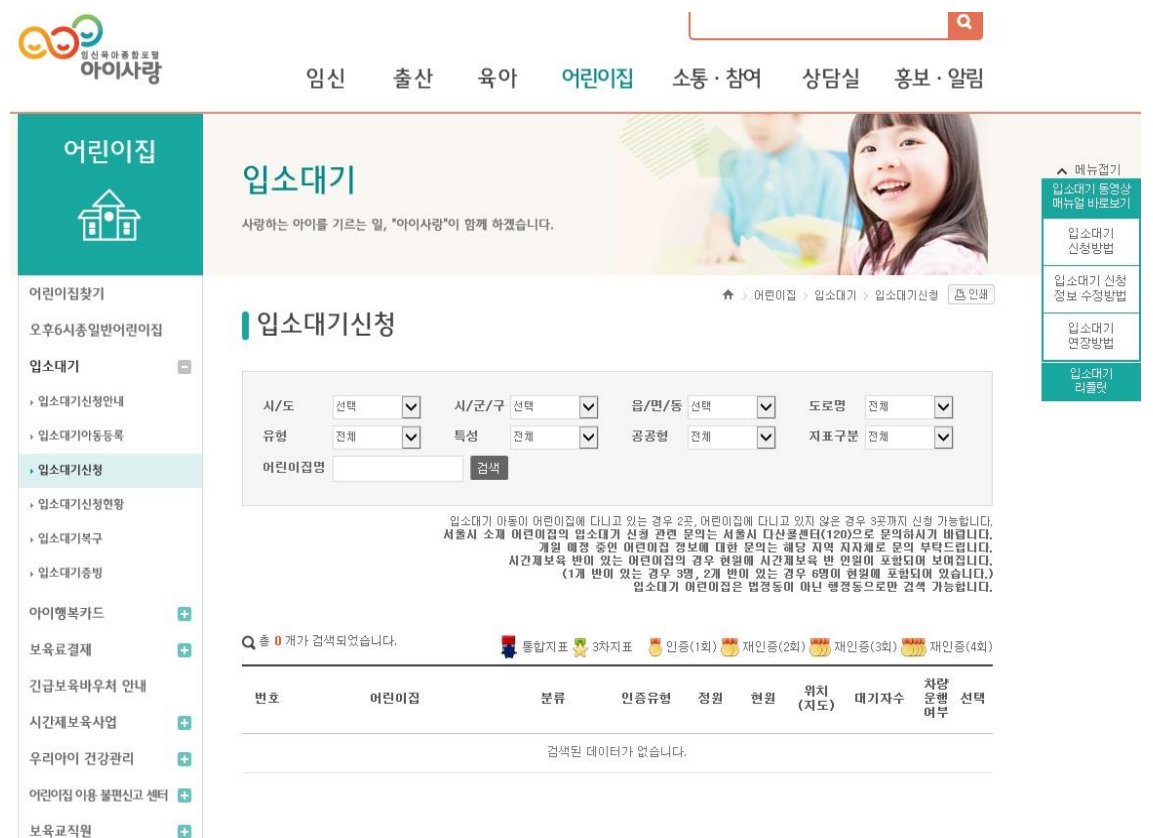 임신육아종합포털
아이사랑
임신 출산 육아 어린이집 소통·참여 상담실 홍보·알림
어린이집
입소대기
사랑하는 아이를 기르는 일, "아이사랑"이 함께 하겠습니다.
메뉴접기
입소대기 동영상
매뉴얼 바로보기
입소대기
신청방법
입소대기 신청
정보 수정방법
입소대기
연장방법
입소대기
리플릿
어린이집찾기
오후6시종일반어린이집
입소대기
입소대기신청안내
입소대기아동등록
입소대기신청
입소대기신청현황
입소대기복구
입소대기증빙
아이행복카드
보육료결제
긴급보육바우처 안내
시간제보육사업
우리아이 건강관리
어린이집 이용 불편신고 센터
보육교직원
어린이집 > 입소대기 > 입소대기신청 인쇄
입소대기신청
시/도 선택 시/군/구 선택 읍/면/동 선택 도로명 전체
유형 전체 특성 전체 공공형 전체 지표구분 전체
어린이집명 검색
입소대기 아동이 어린이집에 다니고 있는 경우 2곳, 어린이집에 다니고 있지 않은 경우 3곳까지 신청 가능합니다.
서울시 소재 어린이집의 입소대기 신청 관련 문의는 서울시 다산콜센터(120)으로 문의하시기 바랍니다.
개원 예정 중인 어린이집 정보에 대한 문의는 해당 지역 지자체로 문의 부탁드립니다.
시간제보육 반이 있는 어린이집의 경우 현원에 시간제보육 반 인원이 포함되어 보여집니다.
(1개 반이 있는 경우 3명, 2개 반이 있는 경우 6명이 현원에 포함되어 있습니다.)
입소대기 어린이집은 법정동이 아닌 행정동으로만 검색 가능합니다.
총 0 개가 검색되었습니다. 통합지표 3차지표 인증(1회) 재인증(2회) 재인증(3회) 재인증(4회)
번호 어린이집 분류 인증유형 정원 현원 위치(지도) 대기자수 차량운행여부 선택
검색된 데이터가 없습니다.